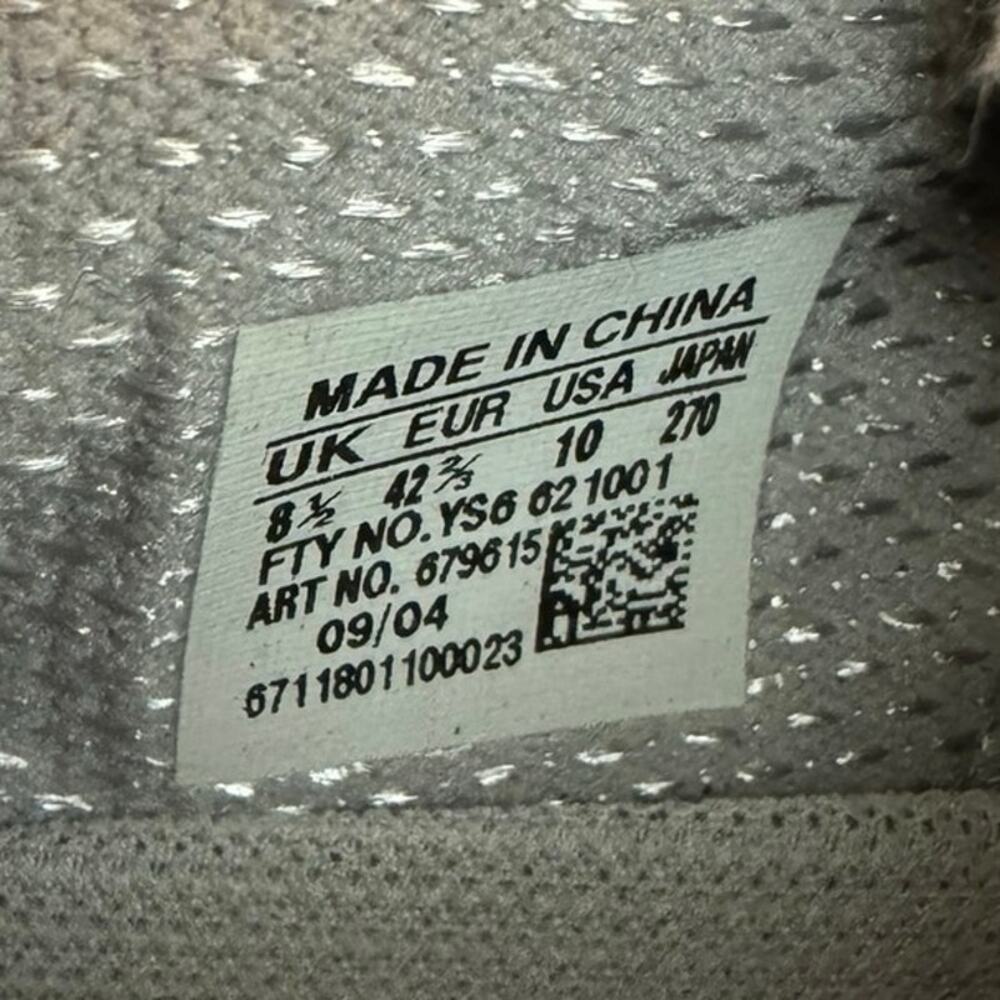 MADE IN CHINA
UK EUR USA JAPAN
8 ½ 42 ⅔ 10 270
FTY NO. YS6 621001
ART NO. 679615
09/04
6711801100023